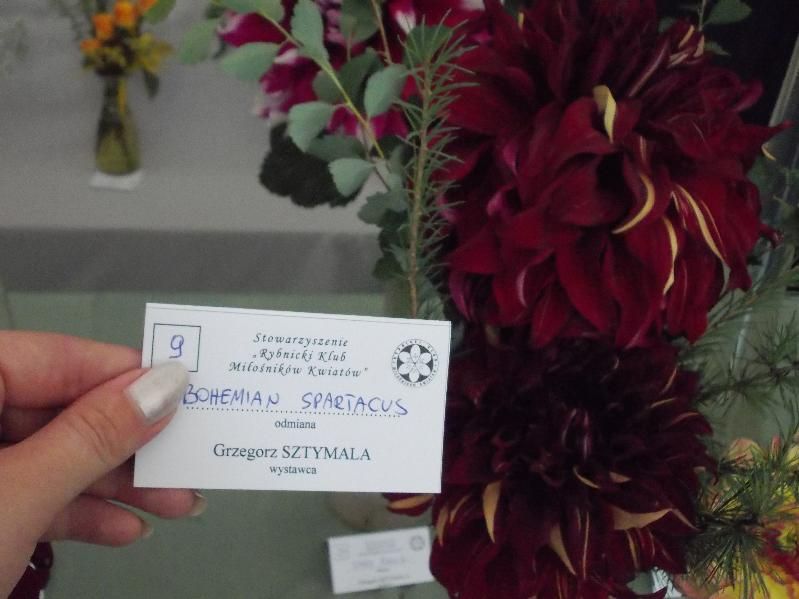 9
Stowarzyszenie
„Rybnicki Klub
Miłośników Kwiatów"
BOHEMIAN SPARTACUS
odmiana
Grzegorz SZTYMALA
wystawca